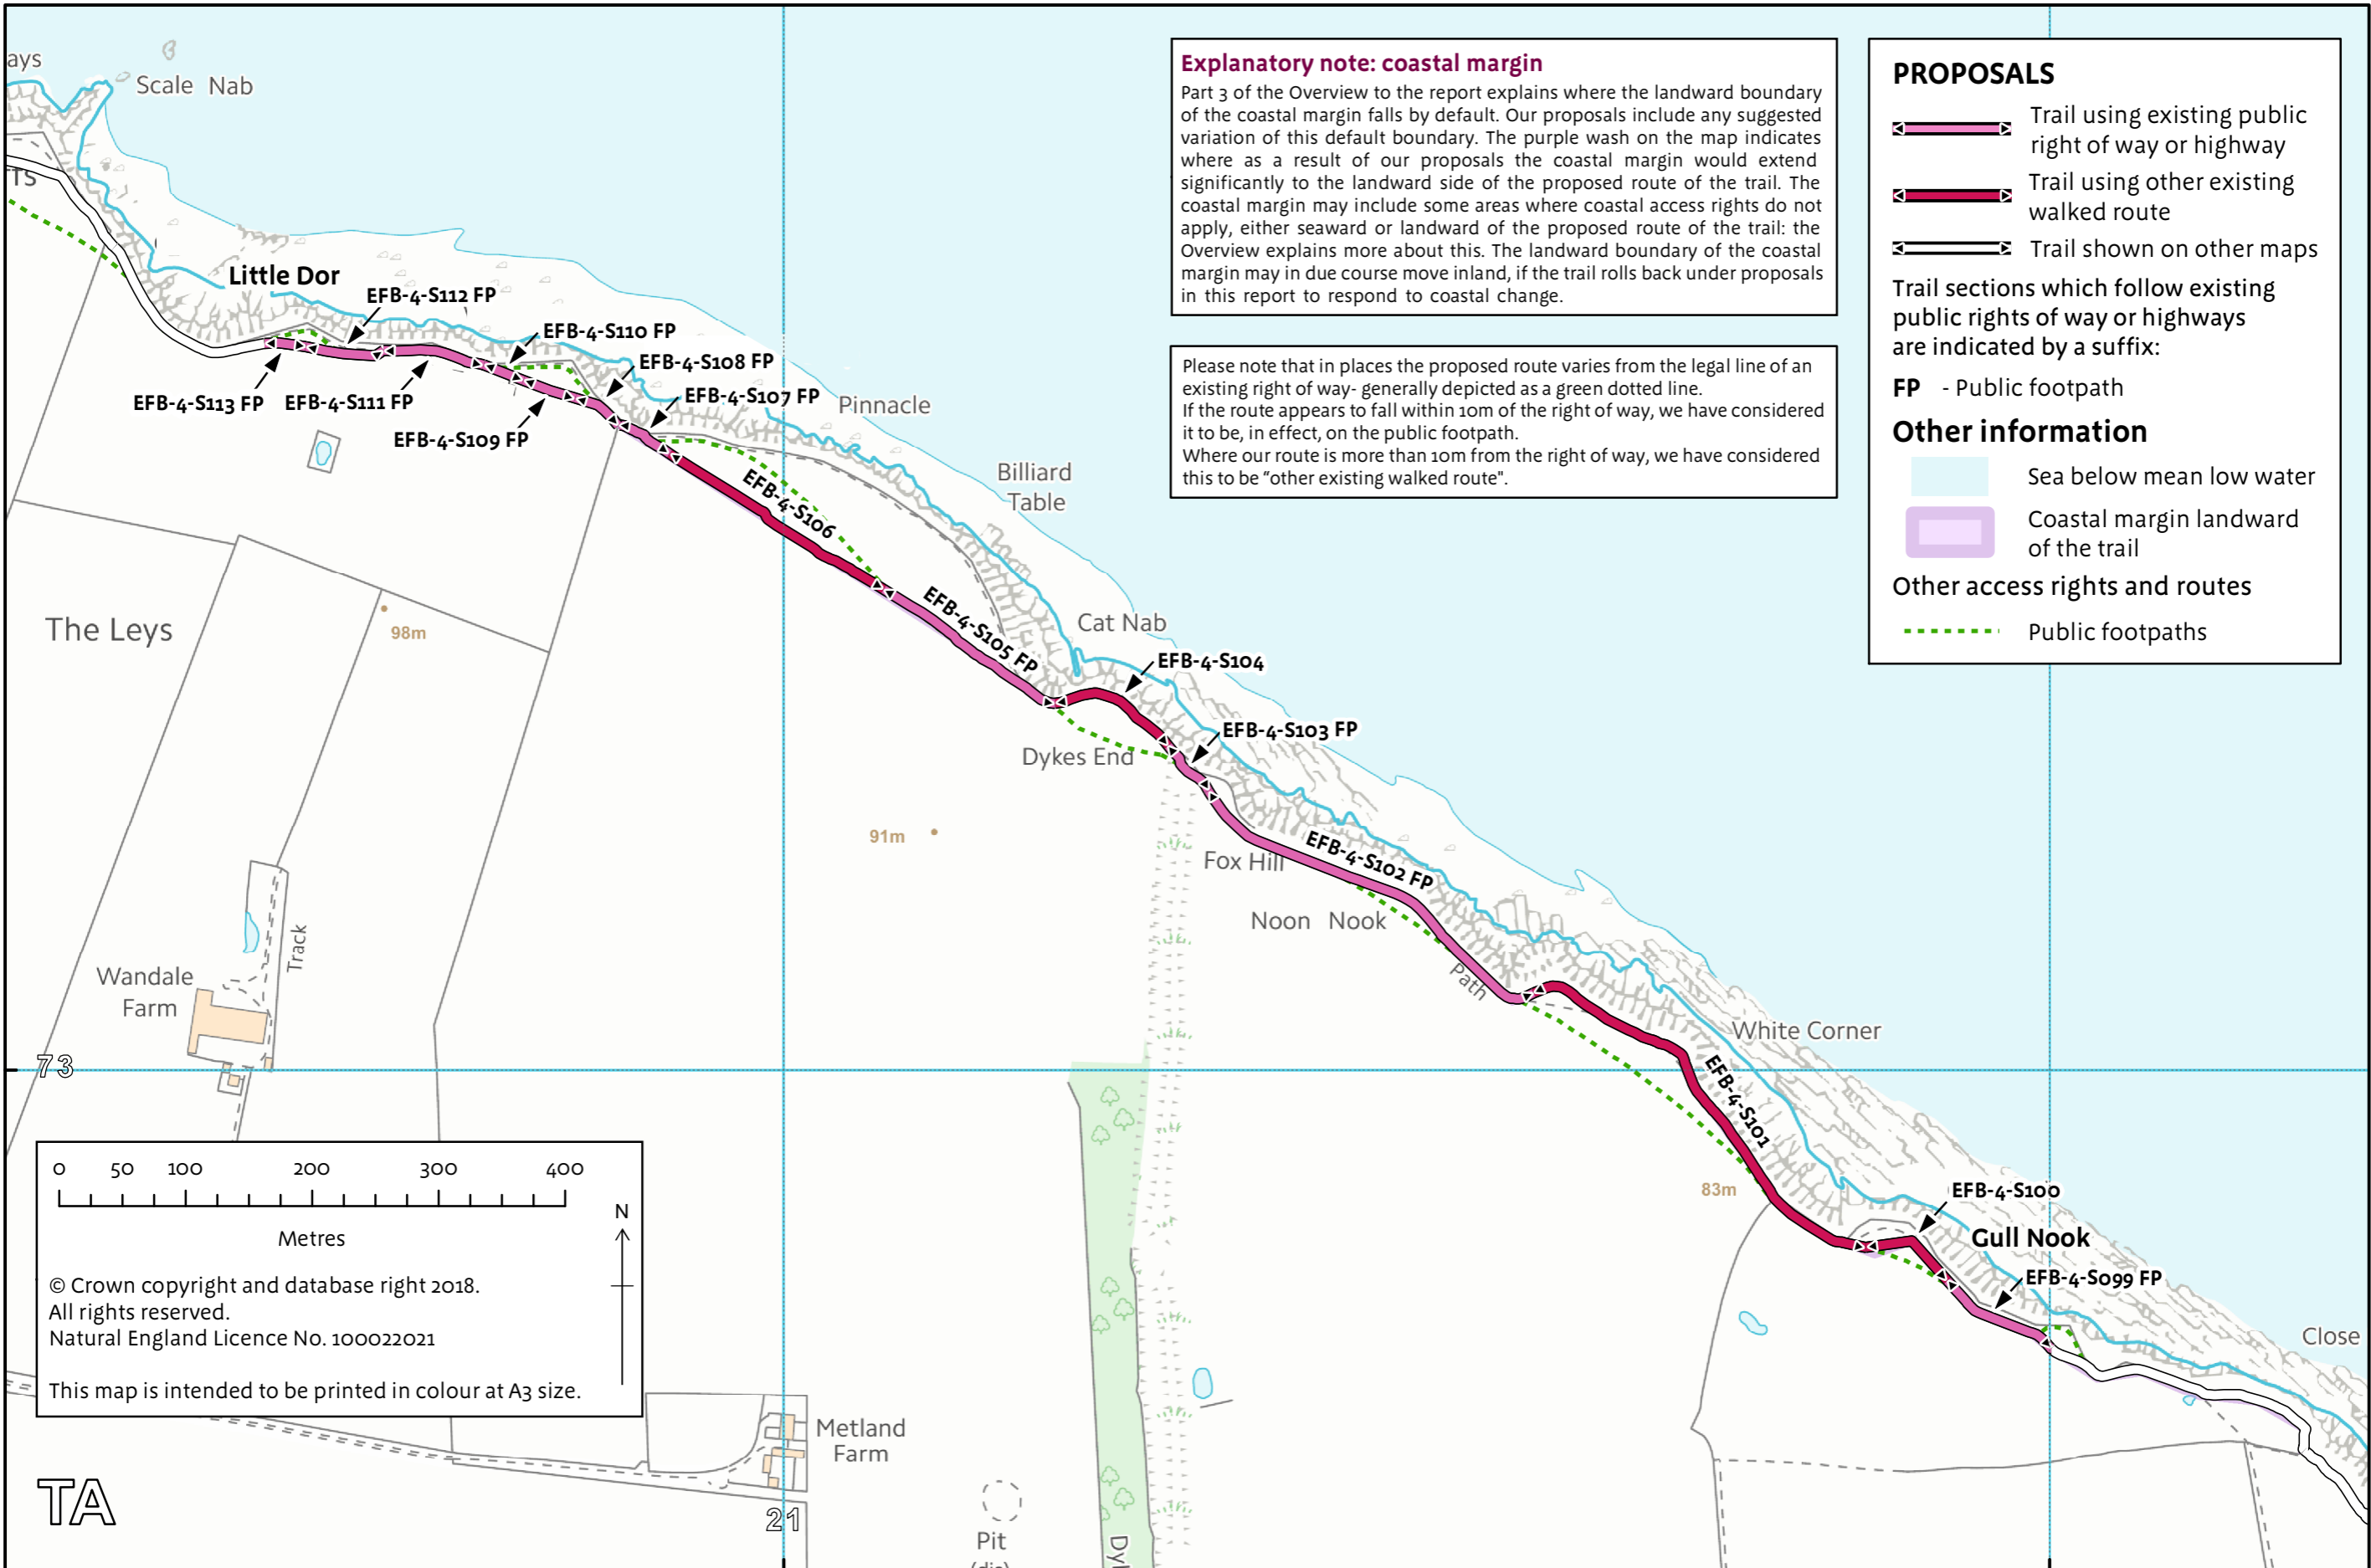 ays
Scale Nab
TS
Little Dor
EFB-4-S112 FP
EFB-4-S110 FP
EFB-4-S108 FP
EFB-4-S107 FP
EFB-4-S113 FP
EFB-4-S111 FP
EFB-4-S109 FP
Pinnacle
Billiard
Table
EFB-4-S106
EFB-4-S105 FP
Cat Nab
EFB-4-S104
EFB-4-S103 FP
Dykes End
The Leys
98m
91m
Fox Hill
EFB-4-S102 FP
Noon Nook
Path
Wandale
Farm
Track
White Corner
EFB-4-S101
73
83m
EFB-4-S100
Gull Nook
EFB-4-S099 FP
Close
Explanatory note: coastal margin
Part 3 of the Overview to the report explains where the landward boundary
of the coastal margin falls by default. Our proposals include any suggested
variation of this default boundary. The purple wash on the map indicates
where as a result of our proposals the coastal margin would extend
significantly to the landward side of the proposed route of the trail. The
coastal margin may include some areas where coastal access rights do not
apply, either seaward or landward of the proposed route of the trail: the
Overview explains more about this. The landward boundary of the coastal
margin may in due course move inland, if the trail rolls back under proposals
in this report to respond to coastal change.
Please note that in places the proposed route varies from the legal line of an
existing right of way- generally depicted as a green dotted line.
If the route appears to fall within 10m of the right of way, we have considered
it to be, in effect, on the public footpath.
Where our route is more than 10m from the right of way, we have considered
this to be “other existing walked route".
PROPOSALS
Trail using existing public
right of way or highway
Trail using other existing
walked route
Trail shown on other maps
Trail sections which follow existing
public rights of way or highways
are indicated by a suffix:
FP - Public footpath
Other information
Sea below mean low water
Coastal margin landward
of the trail
Other access rights and routes
Public footpaths
0 50 100 200 300 400
Metres
N
© Crown copyright and database right 2018.
All rights reserved.
Natural England Licence No. 100022021
This map is intended to be printed in colour at A3 size.
TA
21
Metland
Farm
Pit
(dis)
Dy